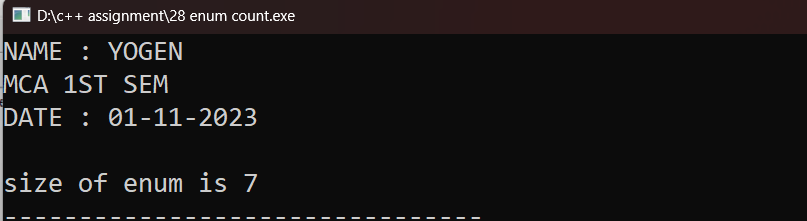 D:\c++ assignment\28 enum count.exe
NAME : YOGEN
MCA 1ST SEM
DATE : 01-11-2023
size of enum is 7
--------------------------------